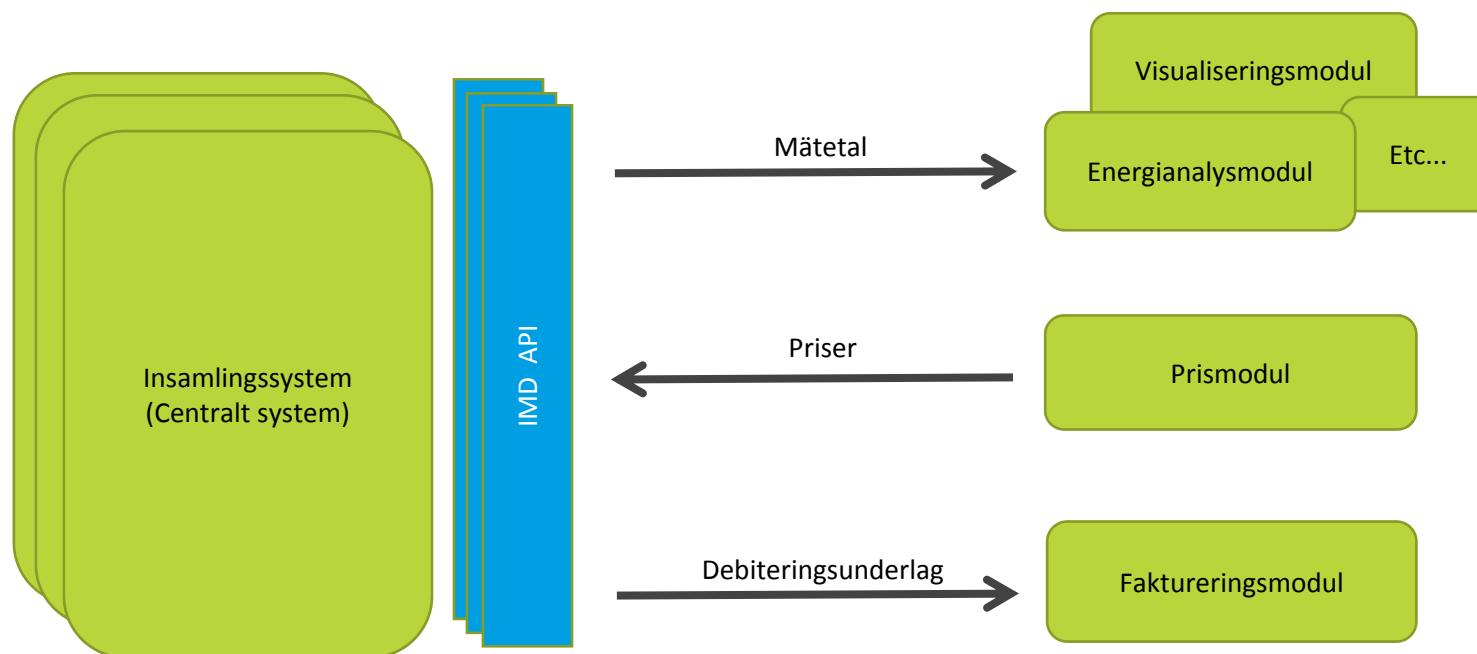 Visualiseringsmodul
Mätetal
Energianalysmodul
Etc...
Insamlingssystem
(Centralt system)
IMD API
Priser
Prismodul
Debiteringsunderlag
Faktureringsmodul